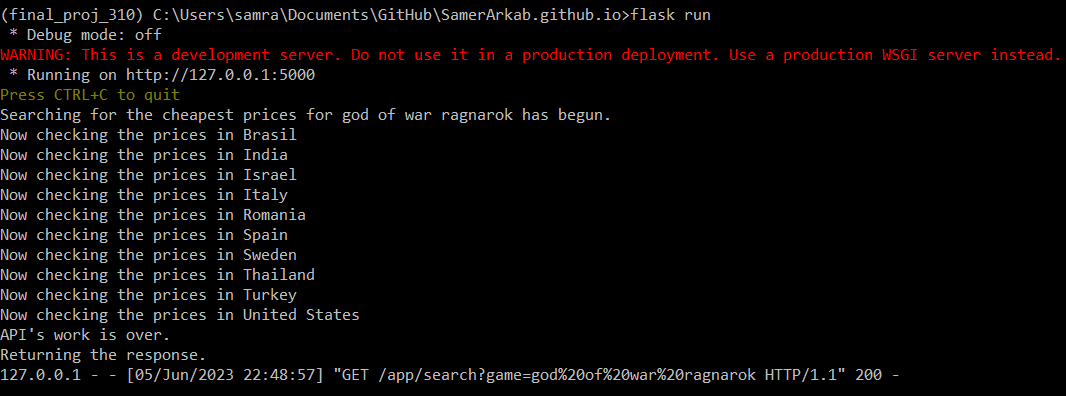 (final_proj_310) C:\Users\samra\Documents\GitHub\SamerArkab.github.io>flask run
 * Debug mode: off
WARNING: This is a development server. Do not use it in a production deployment. Use a production WSGI server instead.
 * Running on http://127.0.0.1:5000
Press CTRL+C to quit
Searching for the cheapest prices for god of war ragnarok has begun.
Now checking the prices in Brasil
Now checking the prices in India
Now checking the prices in Israel
Now checking the prices in Italy
Now checking the prices in Romania
Now checking the prices in Spain
Now checking the prices in Sweden
Now checking the prices in Thailand
Now checking the prices in Turkey
Now checking the prices in United States
API's work is over.
Returning the response.
127.0.0.1 - - [05/Jun/2023 22:48:57] "GET /app/search?game=god%20of%20war%20ragnarok HTTP/1.1" 200 -